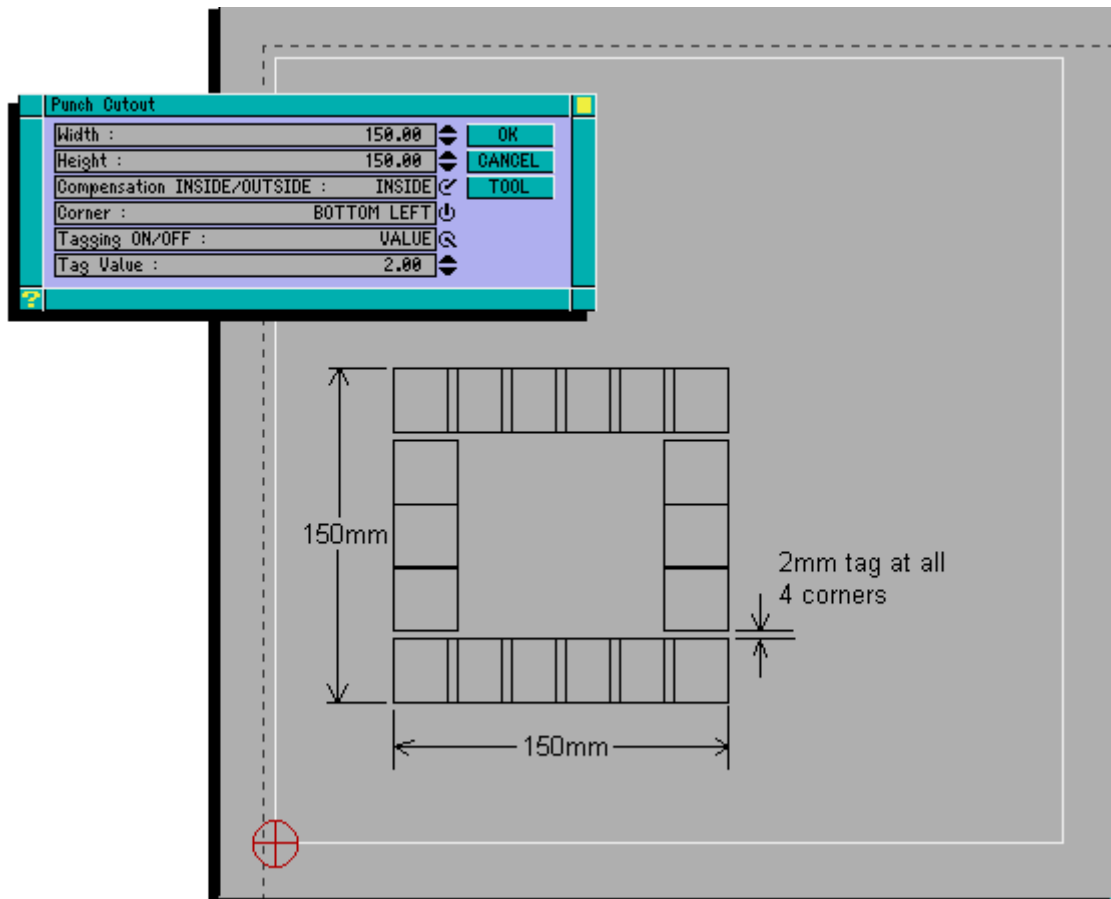 Punch Cutout
Width : 150.00 OK
Height : 150.00 CANCEL
Compensation INSIDE/OUTSIDE : INSIDE TOOL
Corner : BOTTOM LEFT
Tagging ON/OFF : VALUE
Tag Value : 2.00
?
150mm
2mm tag at all
4 corners
150mm